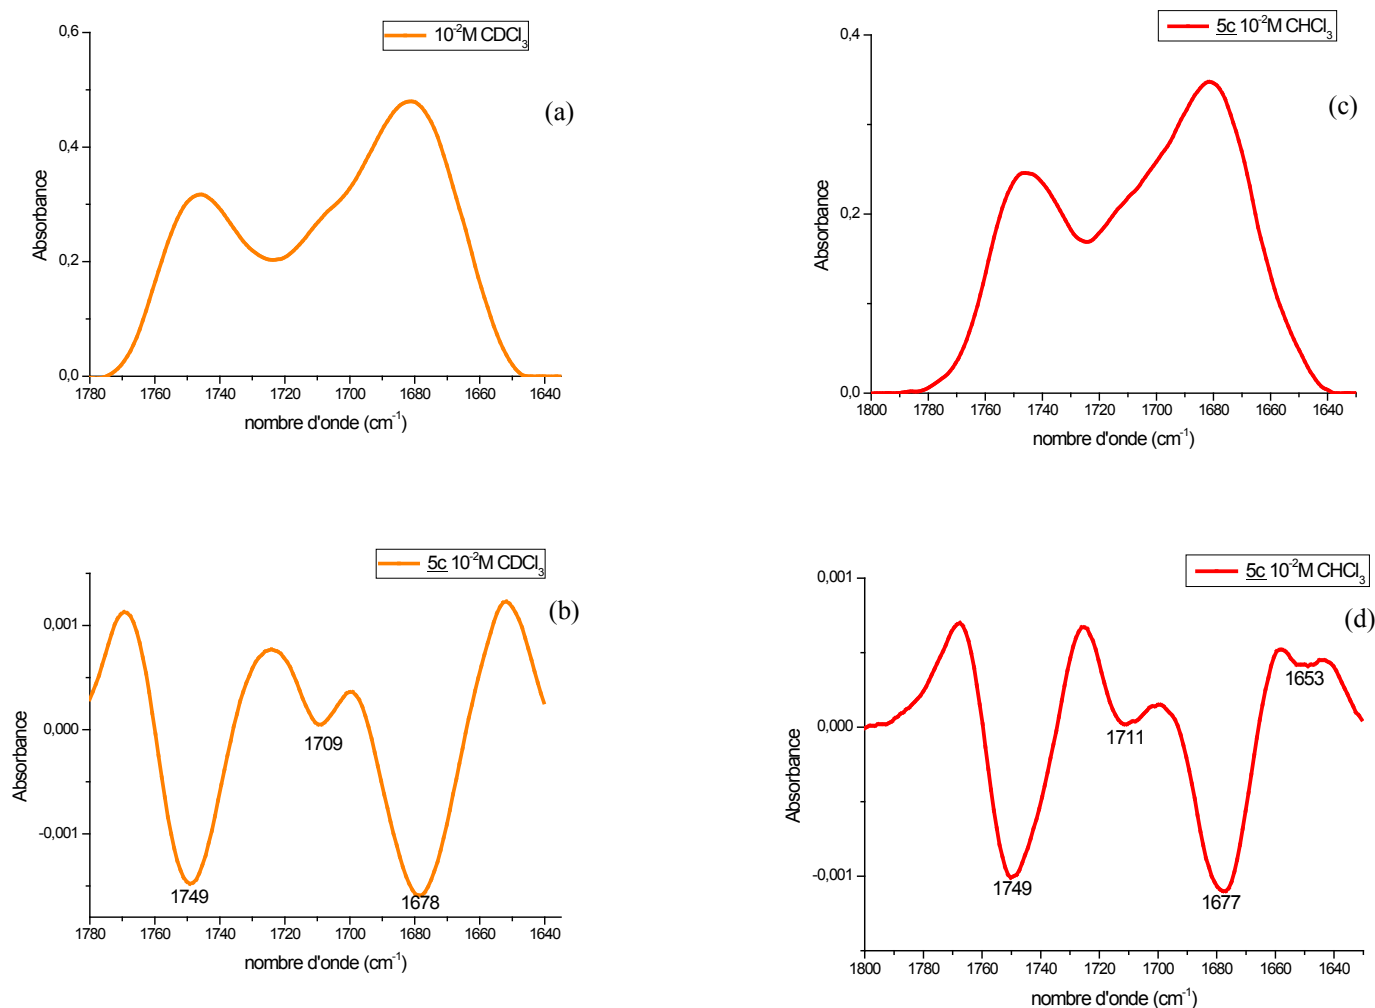 10⁻²M CDCl₃
(a)
0,6
0,4
0,2
0,0
Absorbance
1780 1760 1740 1720 1700 1680 1660 1640
nombre d'onde (cm⁻¹)
5c 10⁻²M CHCl₃
(c)
0,4
0,2
0,0
Absorbance
1800 1780 1760 1740 1720 1700 1680 1660 1640
nombre d'onde (cm⁻¹)
5c 10⁻²M CDCl₃
(b)
0,001
0,000
-0,001
Absorbance
1709
1749
1678
1780 1760 1740 1720 1700 1680 1660 1640
nombre d'onde (cm⁻¹)
5c 10⁻²M CHCl₃
(d)
0,001
0,000
-0,001
Absorbance
1653
1711
1749
1677
1800 1780 1760 1740 1720 1700 1680 1660 1640
nombre d'onde (cm⁻¹)